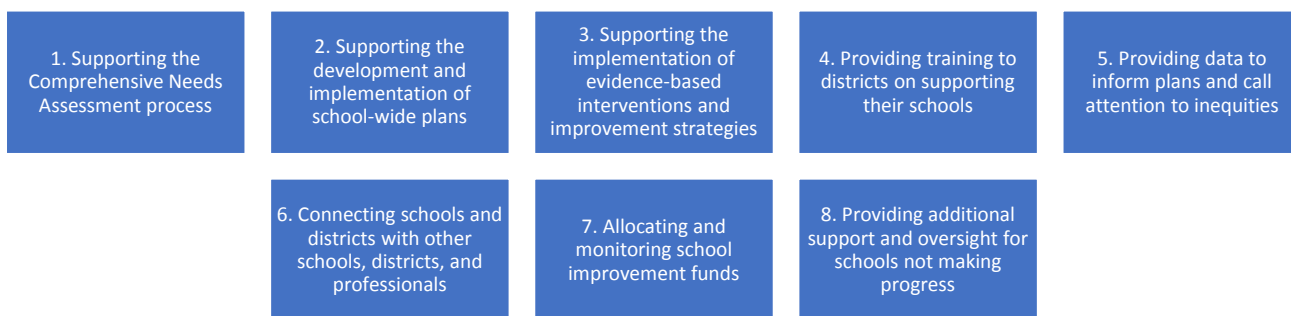 1. Supporting the
Comprehensive Needs
Assessment process
2. Supporting the
development and
implementation of
school-wide plans
3. Supporting the
implementation of
evidence-based
interventions and
improvement strategies
4. Providing training to
districts on supporting
their schools
5. Providing data to
inform plans and call
attention to inequities
6. Connecting schools and
districts with other
schools, districts, and
professionals
7. Allocating and
monitoring school
improvement funds
8. Providing additional
support and oversight for
schools not making
progress